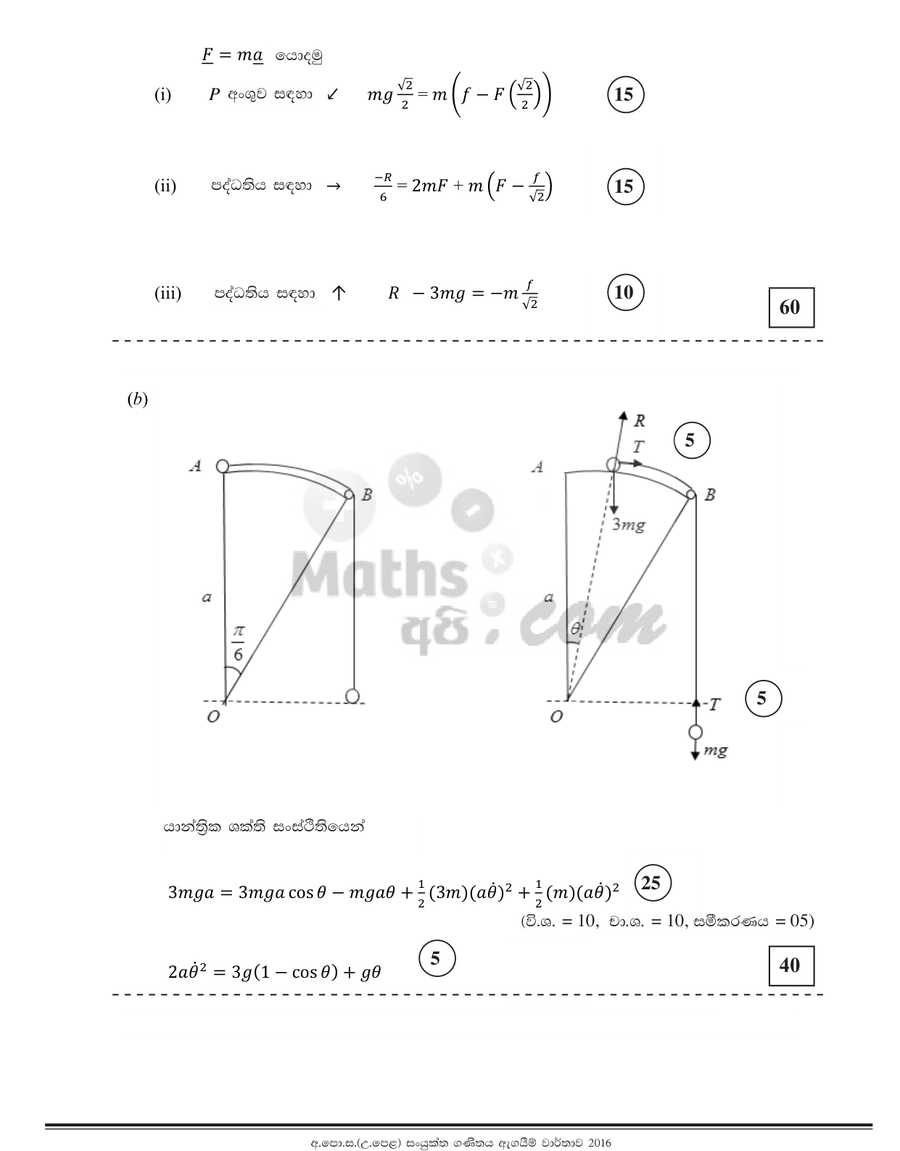 F = ma යොදමු
(i) P අංශුව සඳහා ↙ mg √2/2 = m(f − F(√2/2)) 15
(ii) පද්ධතිය සඳහා → −R/6 = 2mF + m(F − f/√2) 15
(iii) පද්ධතිය සඳහා ↑ R − 3mg = −m f/√2 10
60
(b)
R
T 5
A
B
A
B
3mg
a
π/6
a
θ
O
O
T 5
mg
Maths
අපි . com
යාන්ත්‍රික ශක්ති සංස්ථිතියෙන්
3mga = 3mga cos θ − mgaθ + 1/2 (3m)(aθ̇)² + 1/2 (m)(aθ̇)² 25
(වි.ශ. = 10, චා.ශ. = 10, සමීකරණය = 05)
2aθ̇² = 3g(1 − cos θ) + gθ 5
40
අ.පො.ස.(උ.පෙළ) සංයුක්ත ගණිතය ඇගයීම් වාර්තාව 2016